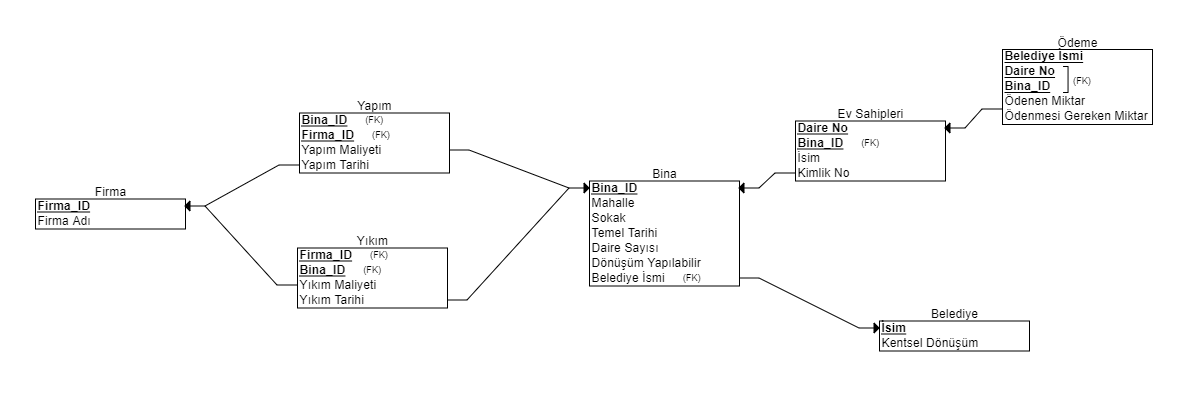 Ödeme
Belediye İsmi
Daire No
(FK)
Bina_ID
Ödenen Miktar
Ödenmesi Gereken Miktar
Yapım
Bina_ID (FK)
Firma_ID (FK)
Yapım Maliyeti
Yapım Tarihi
Ev Sahipleri
Daire No
Bina_ID (FK)
İsim
Kimlik No
Firma
Firma_ID
Firma Adı
Bina
Bina_ID
Mahalle
Sokak
Temel Tarihi
Daire Sayısı
Dönüşüm Yapılabilir
Belediye İsmi (FK)
Yıkım
Firma_ID (FK)
Bina_ID (FK)
Yıkım Maliyeti
Yıkım Tarihi
Belediye
İsim
Kentsel Dönüşüm